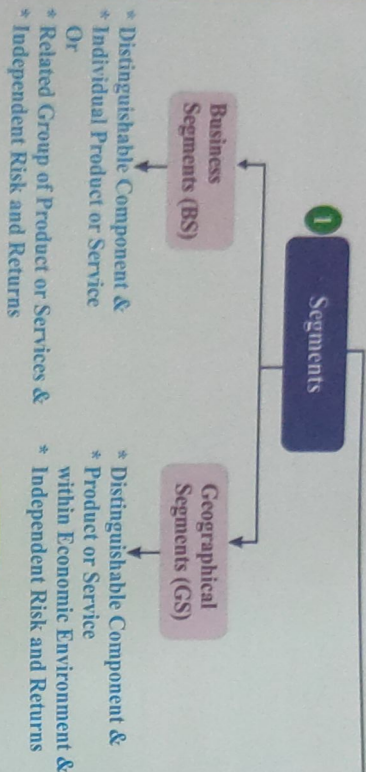 1
Segments
Business
Segments (BS)
* Distinguishable Component &
* Individual Product or Service
Or
* Related Group of Product or Services &
* Independent Risk and Returns
Geographical
Segments (GS)
* Distinguishable Component &
* Product or Service
within Economic Environment &
* Independent Risk and Returns